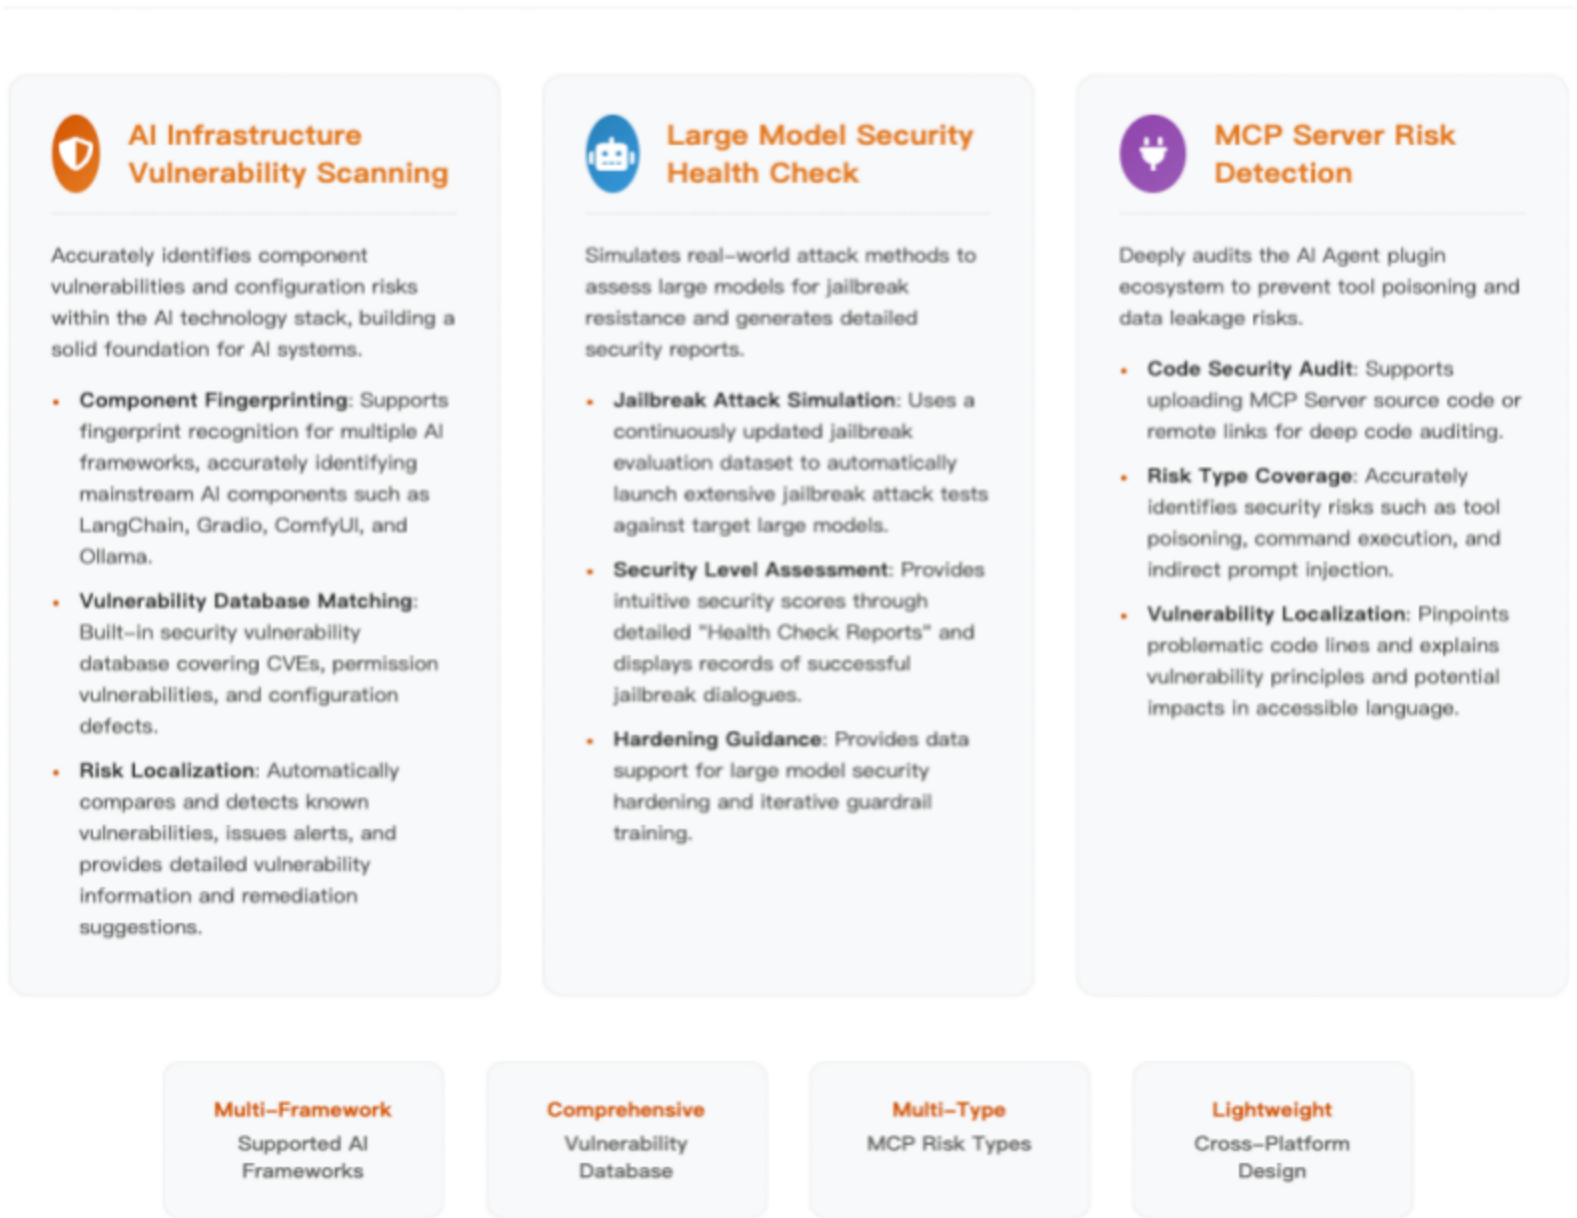 AI Infrastructure
Vulnerability Scanning
Accurately identifies component
vulnerabilities and configuration risks
within the AI technology stack, building a
solid foundation for AI systems.
• Component Fingerprinting: Supports
fingerprint recognition for multiple AI
frameworks, accurately identifying
mainstream AI components such as
LangChain, Gradio, ComfyUI, and
Ollama.
• Vulnerability Database Matching:
Built-in security vulnerability
database covering CVEs, permission
vulnerabilities, and configuration
defects.
• Risk Localization: Automatically
compares and detects known
vulnerabilities, issues alerts, and
provides detailed vulnerability
information and remediation
suggestions.
Large Model Security
Health Check
Simulates real-world attack methods to
assess large models for jailbreak
resistance and generates detailed
security reports.
• Jailbreak Attack Simulation: Uses a
continuously updated jailbreak
evaluation dataset to automatically
launch extensive jailbreak attack tests
against target large models.
• Security Level Assessment: Provides
intuitive security scores through
detailed "Health Check Reports" and
displays records of successful
jailbreak dialogues.
• Hardening Guidance: Provides data
support for large model security
hardening and iterative guardrail
training.
MCP Server Risk
Detection
Deeply audits the AI Agent plugin
ecosystem to prevent tool poisoning and
data leakage risks.
• Code Security Audit: Supports
uploading MCP Server source code or
remote links for deep code auditing.
• Risk Type Coverage: Accurately
identifies security risks such as tool
poisoning, command execution, and
indirect prompt injection.
• Vulnerability Localization: Pinpoints
problematic code lines and explains
vulnerability principles and potential
impacts in accessible language.
Multi-Framework
Supported AI
Frameworks
Comprehensive
Vulnerability
Database
Multi-Type
MCP Risk Types
Lightweight
Cross-Platform
Design